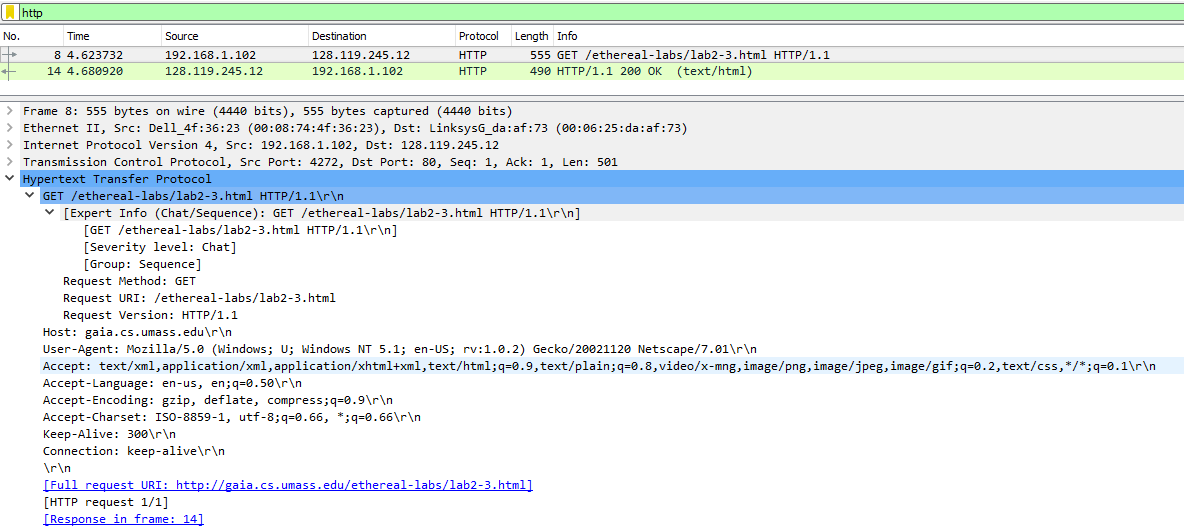 http
No. Time Source Destination Protocol Length Info
8 4.623732 192.168.1.102 128.119.245.12 HTTP 555 GET /ethereal-labs/lab2-3.html HTTP/1.1
14 4.680920 128.119.245.12 192.168.1.102 HTTP 490 HTTP/1.1 200 OK (text/html)
Frame 8: 555 bytes on wire (4440 bits), 555 bytes captured (4440 bits)
Ethernet II, Src: Dell_4f:36:23 (00:08:74:4f:36:23), Dst: LinksysG_da:af:73 (00:06:25:da:af:73)
Internet Protocol Version 4, Src: 192.168.1.102, Dst: 128.119.245.12
Transmission Control Protocol, Src Port: 4272, Dst Port: 80, Seq: 1, Ack: 1, Len: 501
Hypertext Transfer Protocol
GET /ethereal-labs/lab2-3.html HTTP/1.1\r\n
[Expert Info (Chat/Sequence): GET /ethereal-labs/lab2-3.html HTTP/1.1\r\n]
[GET /ethereal-labs/lab2-3.html HTTP/1.1\r\n]
[Severity level: Chat]
[Group: Sequence]
Request Method: GET
Request URI: /ethereal-labs/lab2-3.html
Request Version: HTTP/1.1
Host: gaia.cs.umass.edu\r\n
User-Agent: Mozilla/5.0 (Windows; U; Windows NT 5.1; en-US; rv:1.0.2) Gecko/20021120 Netscape/7.01\r\n
Accept: text/xml,application/xml,application/xhtml+xml,text/html;q=0.9,text/plain;q=0.8,video/x-mng,image/png,image/jpeg,image/gif;q=0.2,text/css,*/*;q=0.1\r\n
Accept-Language: en-us, en;q=0.50\r\n
Accept-Encoding: gzip, deflate, compress;q=0.9\r\n
Accept-Charset: ISO-8859-1, utf-8;q=0.66, *;q=0.66\r\n
Keep-Alive: 300\r\n
Connection: keep-alive\r\n
\r\n
[Full request URI: http://gaia.cs.umass.edu/ethereal-labs/lab2-3.html]
[HTTP request 1/1]
[Response in frame: 14]